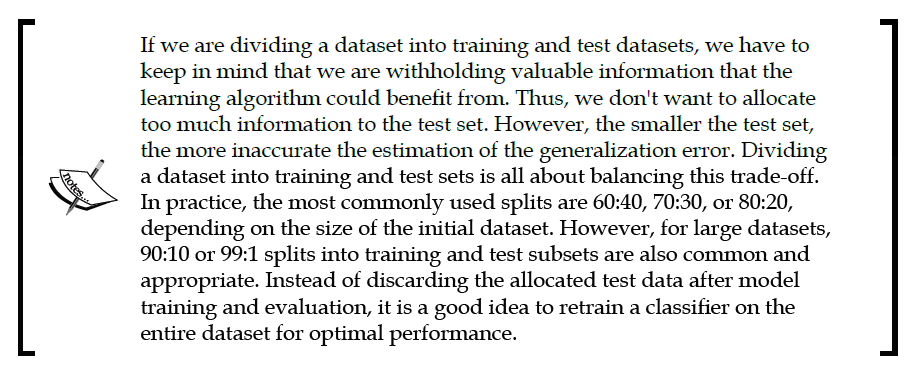 If we are dividing a dataset into training and test datasets, we have to
keep in mind that we are withholding valuable information that the
learning algorithm could benefit from. Thus, we don't want to allocate
too much information to the test set. However, the smaller the test set,
the more inaccurate the estimation of the generalization error. Dividing
a dataset into training and test sets is all about balancing this trade-off.
In practice, the most commonly used splits are 60:40, 70:30, or 80:20,
depending on the size of the initial dataset. However, for large datasets,
90:10 or 99:1 splits into training and test subsets are also common and
appropriate. Instead of discarding the allocated test data after model
training and evaluation, it is a good idea to retrain a classifier on the
entire dataset for optimal performance.
notes...